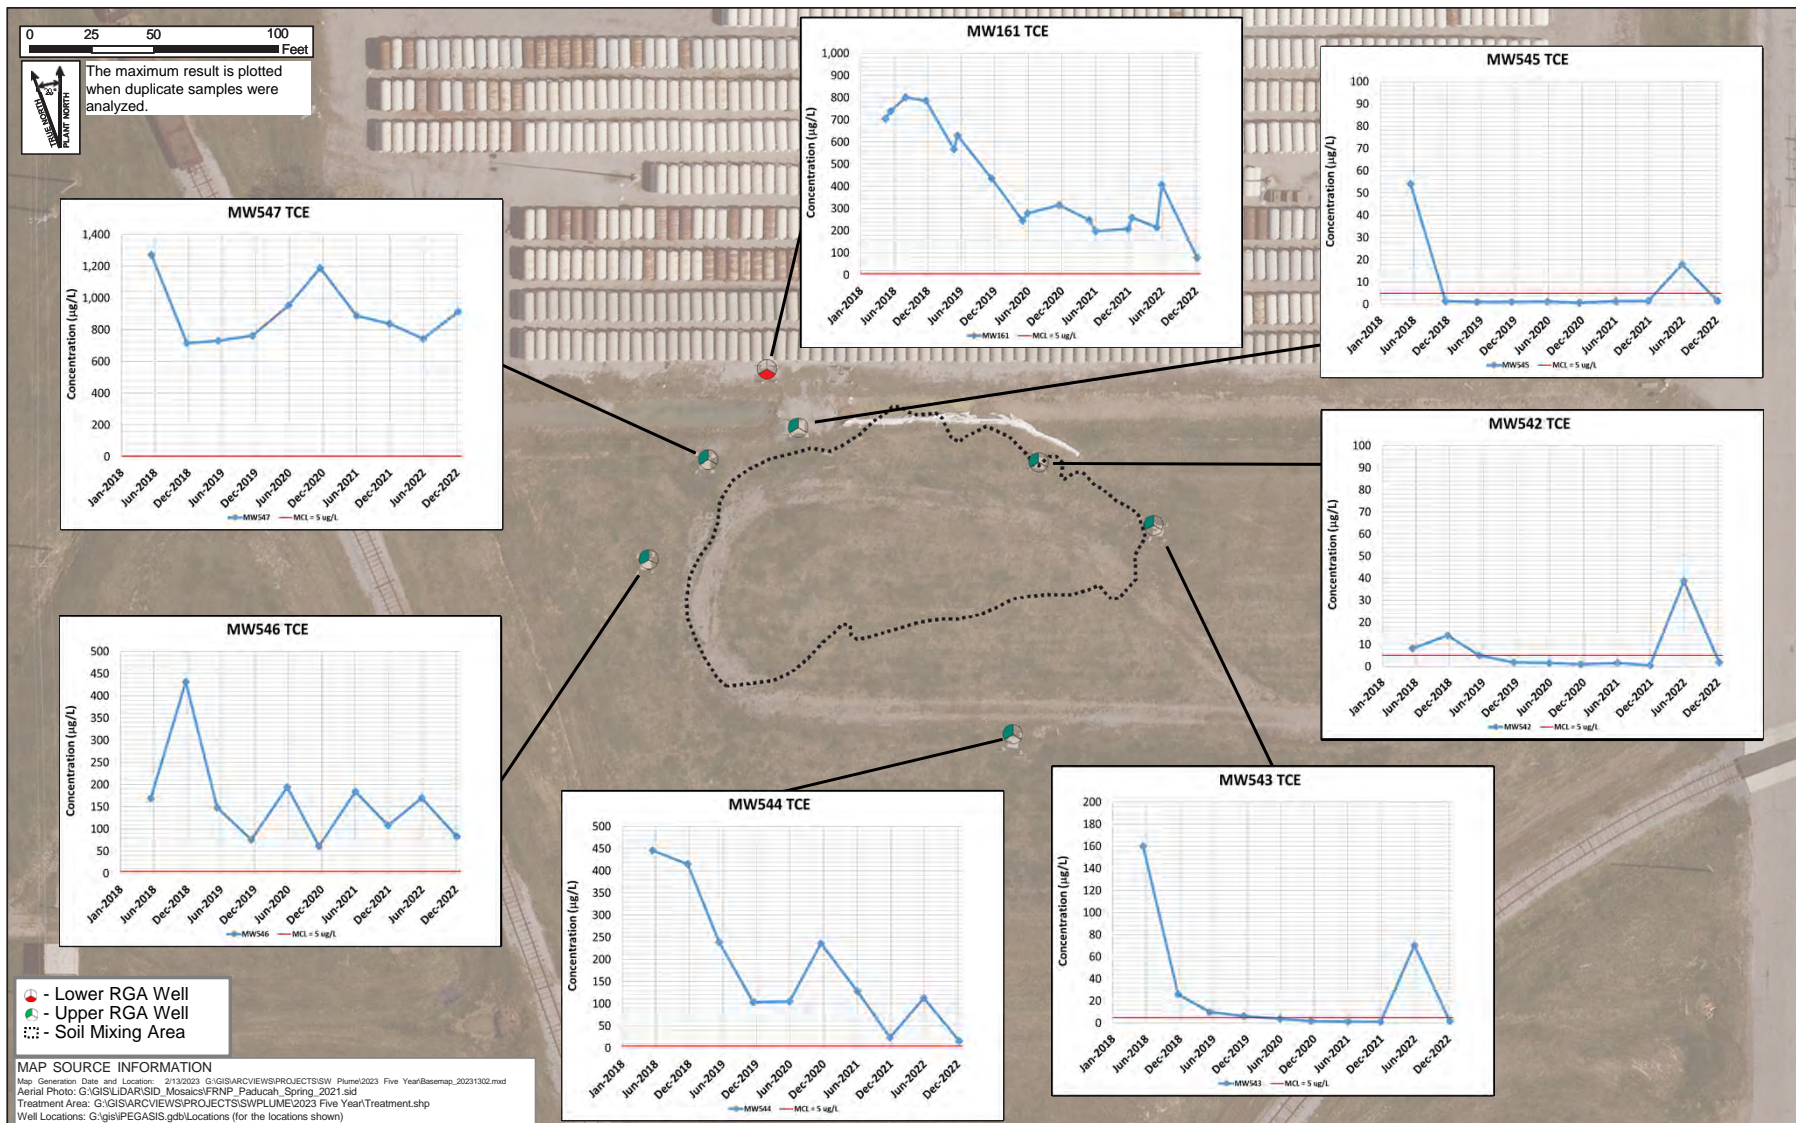 0 25 50 100
Feet
TRUE NORTH
PLANT NORTH
The maximum result is plotted
when duplicate samples were
analyzed.
MW161 TCE
Concentration (µg/L)
1,000
900
800
700
600
500
400
300
200
100
0
Jan-2018 Jun-2018 Dec-2018 Jun-2019 Dec-2019 Jun-2020 Dec-2020 Jun-2021 Dec-2021 Jun-2022 Dec-2022
MW161 MCL = 5 ug/L
MW545 TCE
Concentration (µg/L)
100
90
80
70
60
50
40
30
20
10
0
Jan-2018 Jun-2018 Dec-2018 Jun-2019 Dec-2019 Jun-2020 Dec-2020 Jun-2021 Dec-2021 Jun-2022 Dec-2022
MW545 MCL = 5 ug/L
MW547 TCE
Concentration (µg/L)
1,400
1,200
1,000
800
600
400
200
0
Jan-2018 Jun-2018 Dec-2018 Jun-2019 Dec-2019 Jun-2020 Dec-2020 Jun-2021 Dec-2021 Jun-2022 Dec-2022
MW547 MCL = 5 ug/L
MW542 TCE
Concentration (µg/L)
100
90
80
70
60
50
40
30
20
10
0
Jan-2018 Jun-2018 Dec-2018 Jun-2019 Dec-2019 Jun-2020 Dec-2020 Jun-2021 Dec-2021 Jun-2022 Dec-2022
MW542 MCL = 5 ug/L
MW546 TCE
Concentration (µg/L)
500
450
400
350
300
250
200
150
100
50
0
Jan-2018 Jun-2018 Dec-2018 Jun-2019 Dec-2019 Jun-2020 Dec-2020 Jun-2021 Dec-2021 Jun-2022 Dec-2022
MW546 MCL = 5 ug/L
MW544 TCE
Concentration (µg/L)
500
450
400
350
300
250
200
150
100
50
0
Jan-2018 Jun-2018 Dec-2018 Jun-2019 Dec-2019 Jun-2020 Dec-2020 Jun-2021 Dec-2021 Jun-2022 Dec-2022
MW544 MCL = 5 ug/L
MW543 TCE
Concentration (µg/L)
200
180
160
140
120
100
80
60
40
20
0
Jan-2018 Jun-2018 Dec-2018 Jun-2019 Dec-2019 Jun-2020 Dec-2020 Jun-2021 Dec-2021 Jun-2022 Dec-2022
MW543 MCL = 5 ug/L
- Lower RGA Well
- Upper RGA Well
- Soil Mixing Area
MAP SOURCE INFORMATION
Map Generation Date and Location: 2/13/2023 G:\GIS\ARCVIEWS\PROJECTS\SW Plume\2023 Five Year\Basemap_20231302.mxd
Aerial Photo: G:\GIS\LiDAR\SID_Mosaics\FRNP_Paducah_Spring_2021.sid
Treatment Area: G:\GIS\ARCVIEWS\PROJECTS\SWPLUME\2023 Five Year\Treatment.shp
Well Locations: G:\gis\PEGASIS.gdb\Locations (for the locations shown)